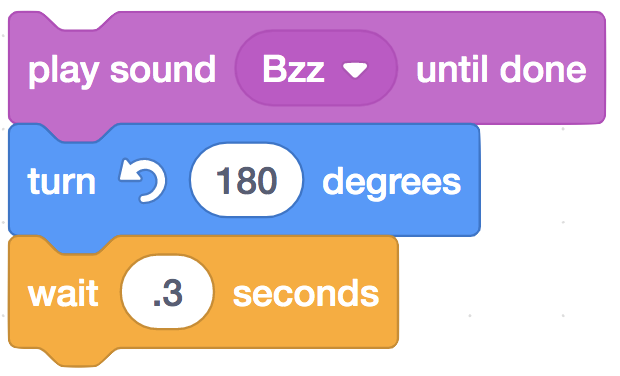 play sound Bzz until done
turn 180 degrees
wait .3 seconds